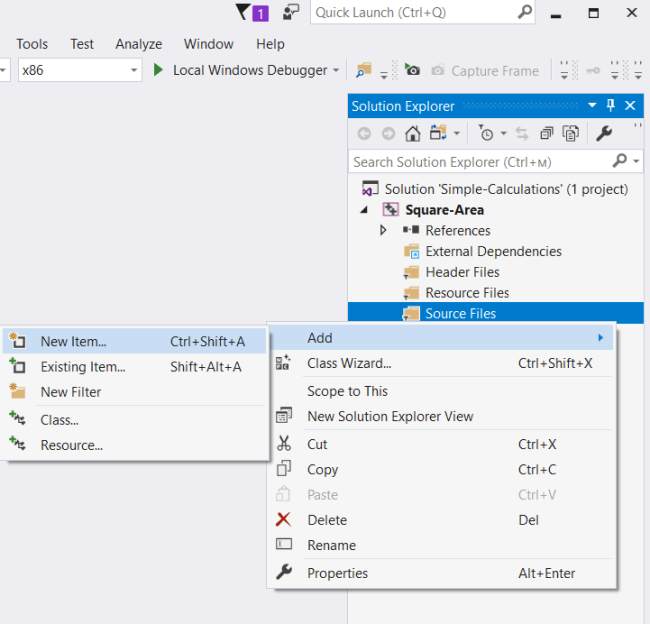 1
Quick Launch (Ctrl+Q)
Tools Test Analyze Window Help
x86 Local Windows Debugger Capture Frame
Solution Explorer
Search Solution Explorer (Ctrl+м)
Solution 'Simple-Calculations' (1 project)
Square-Area
References
External Dependencies
Header Files
Resource Files
Source Files
New Item... Ctrl+Shift+A
Existing Item... Shift+Alt+A
New Filter
Class...
Resource...
Add
Class Wizard... Ctrl+Shift+X
Scope to This
New Solution Explorer View
Cut Ctrl+X
Copy Ctrl+C
Paste Ctrl+V
Delete Del
Rename
Properties Alt+Enter